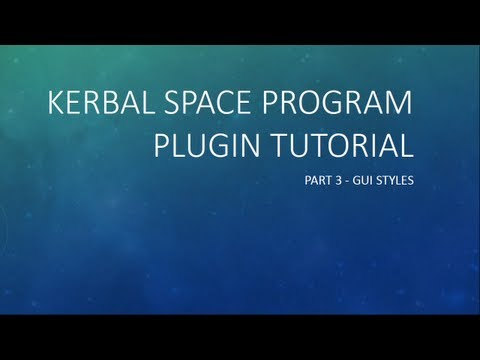 KERBAL SPACE PROGRAM
PLUGIN TUTORIAL
PART 3 - GUI STYLES